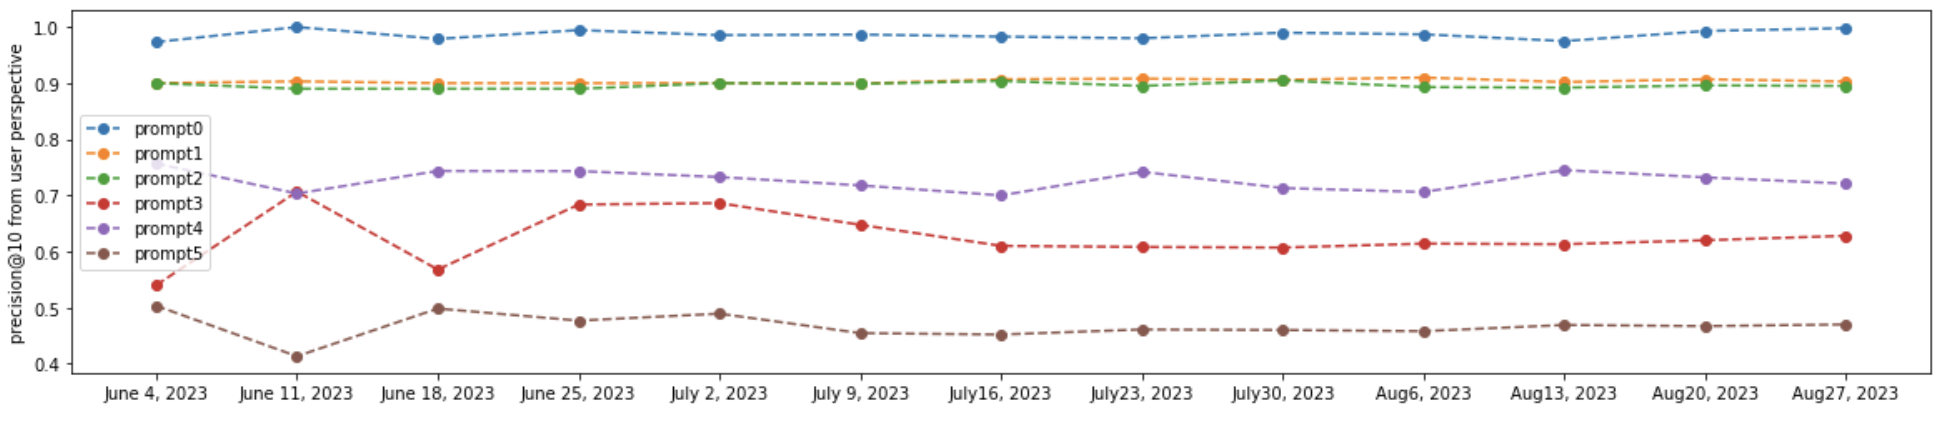 precision@10 from user perspective
1.0
0.9
0.8
0.7
0.6
0.5
0.4
prompt0
prompt1
prompt2
prompt3
prompt4
prompt5
June 4, 2023 June 11, 2023 June 18, 2023 June 25, 2023 July 2, 2023 July 9, 2023 July16, 2023 July23, 2023 July30, 2023 Aug6, 2023 Aug13, 2023 Aug20, 2023 Aug27, 2023